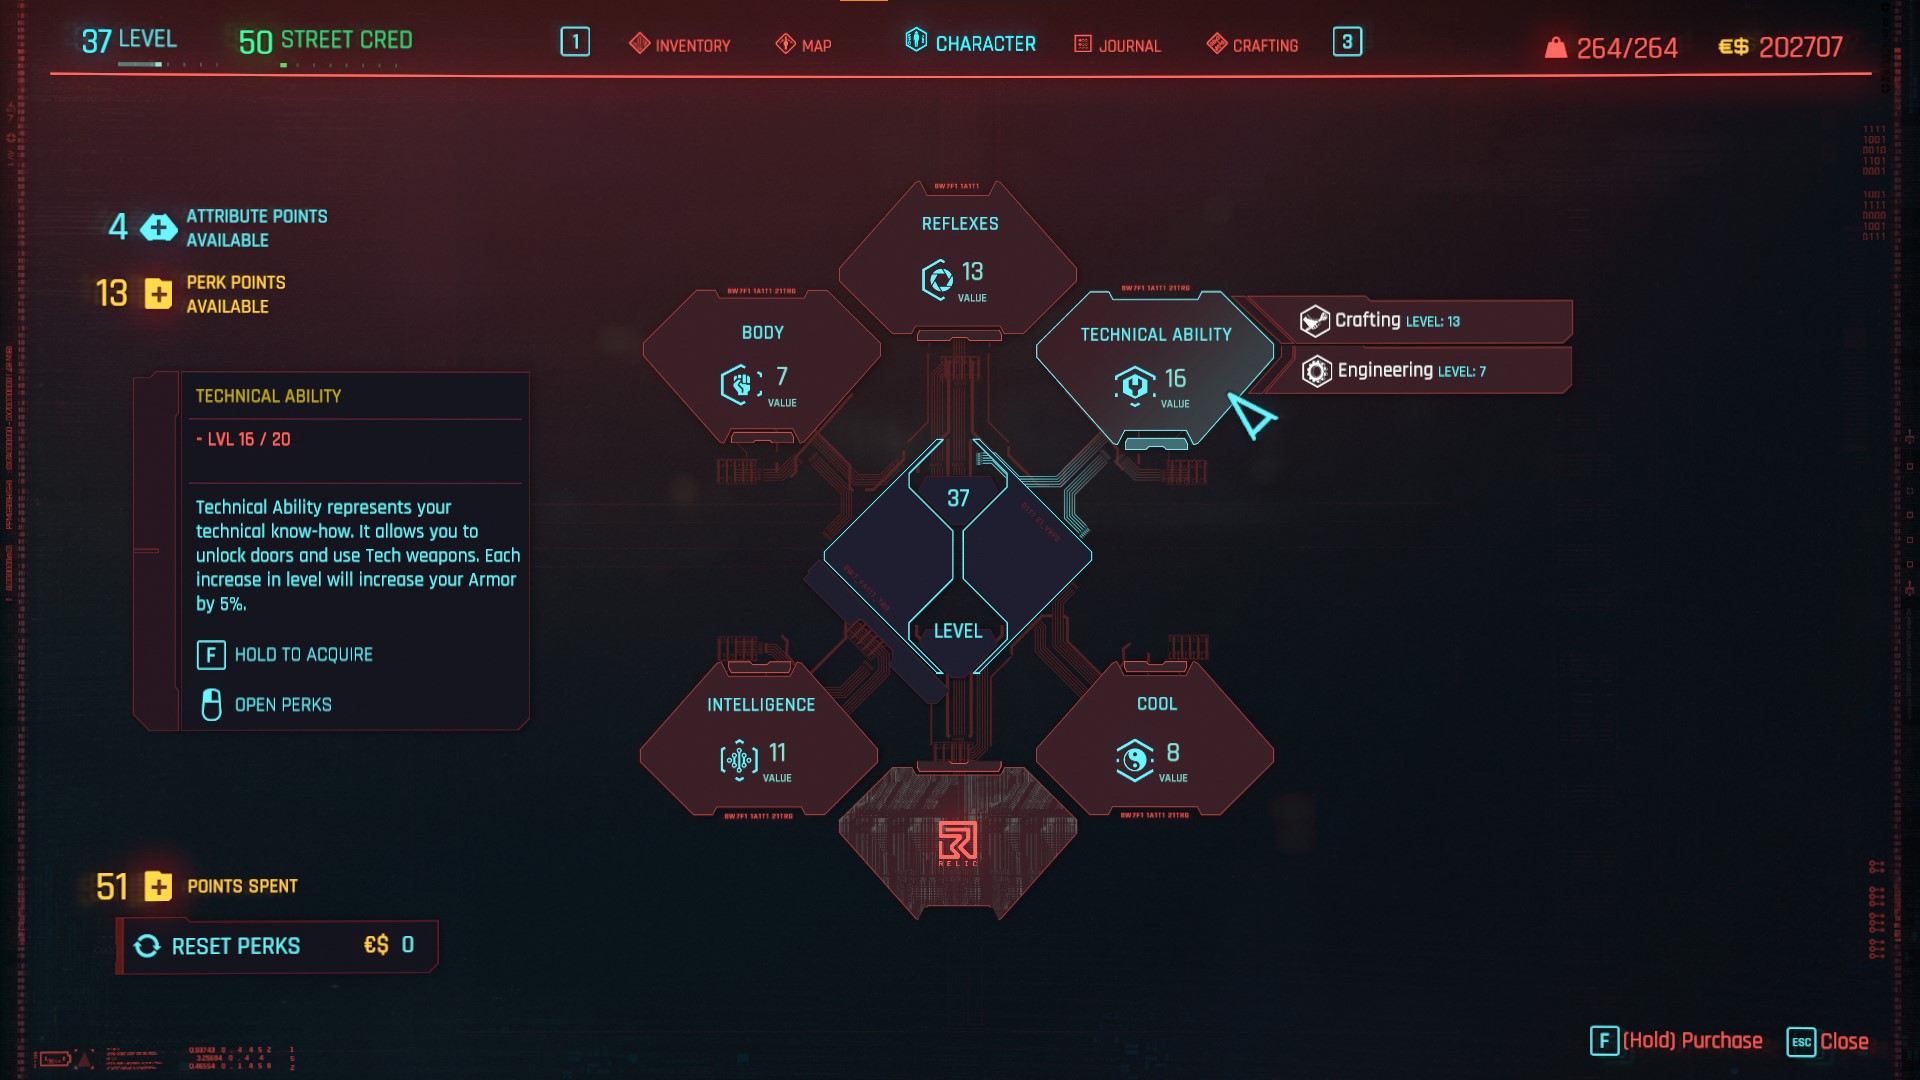 37 LEVEL
50 STREET CRED
1
INVENTORY
MAP
CHARACTER
JOURNAL
CRAFTING
3
264/264
€$ 202707
4 ATTRIBUTE POINTS
AVAILABLE
13 PERK POINTS
AVAILABLE
TECHNICAL ABILITY
- LVL 16 / 20
Technical Ability represents your
technical know-how. It allows you to
unlock doors and use Tech weapons. Each
increase in level will increase your Armor
by 5%.
F HOLD TO ACQUIRE
OPEN PERKS
REFLEXES
13
VALUE
BODY
7
VALUE
TECHNICAL ABILITY
16
VALUE
Crafting LEVEL: 13
Engineering LEVEL: 7
37
LEVEL
INTELLIGENCE
11
VALUE
COOL
8
VALUE
RELIC
51 POINTS SPENT
RESET PERKS €$ 0
F (Hold) Purchase
ESC Close